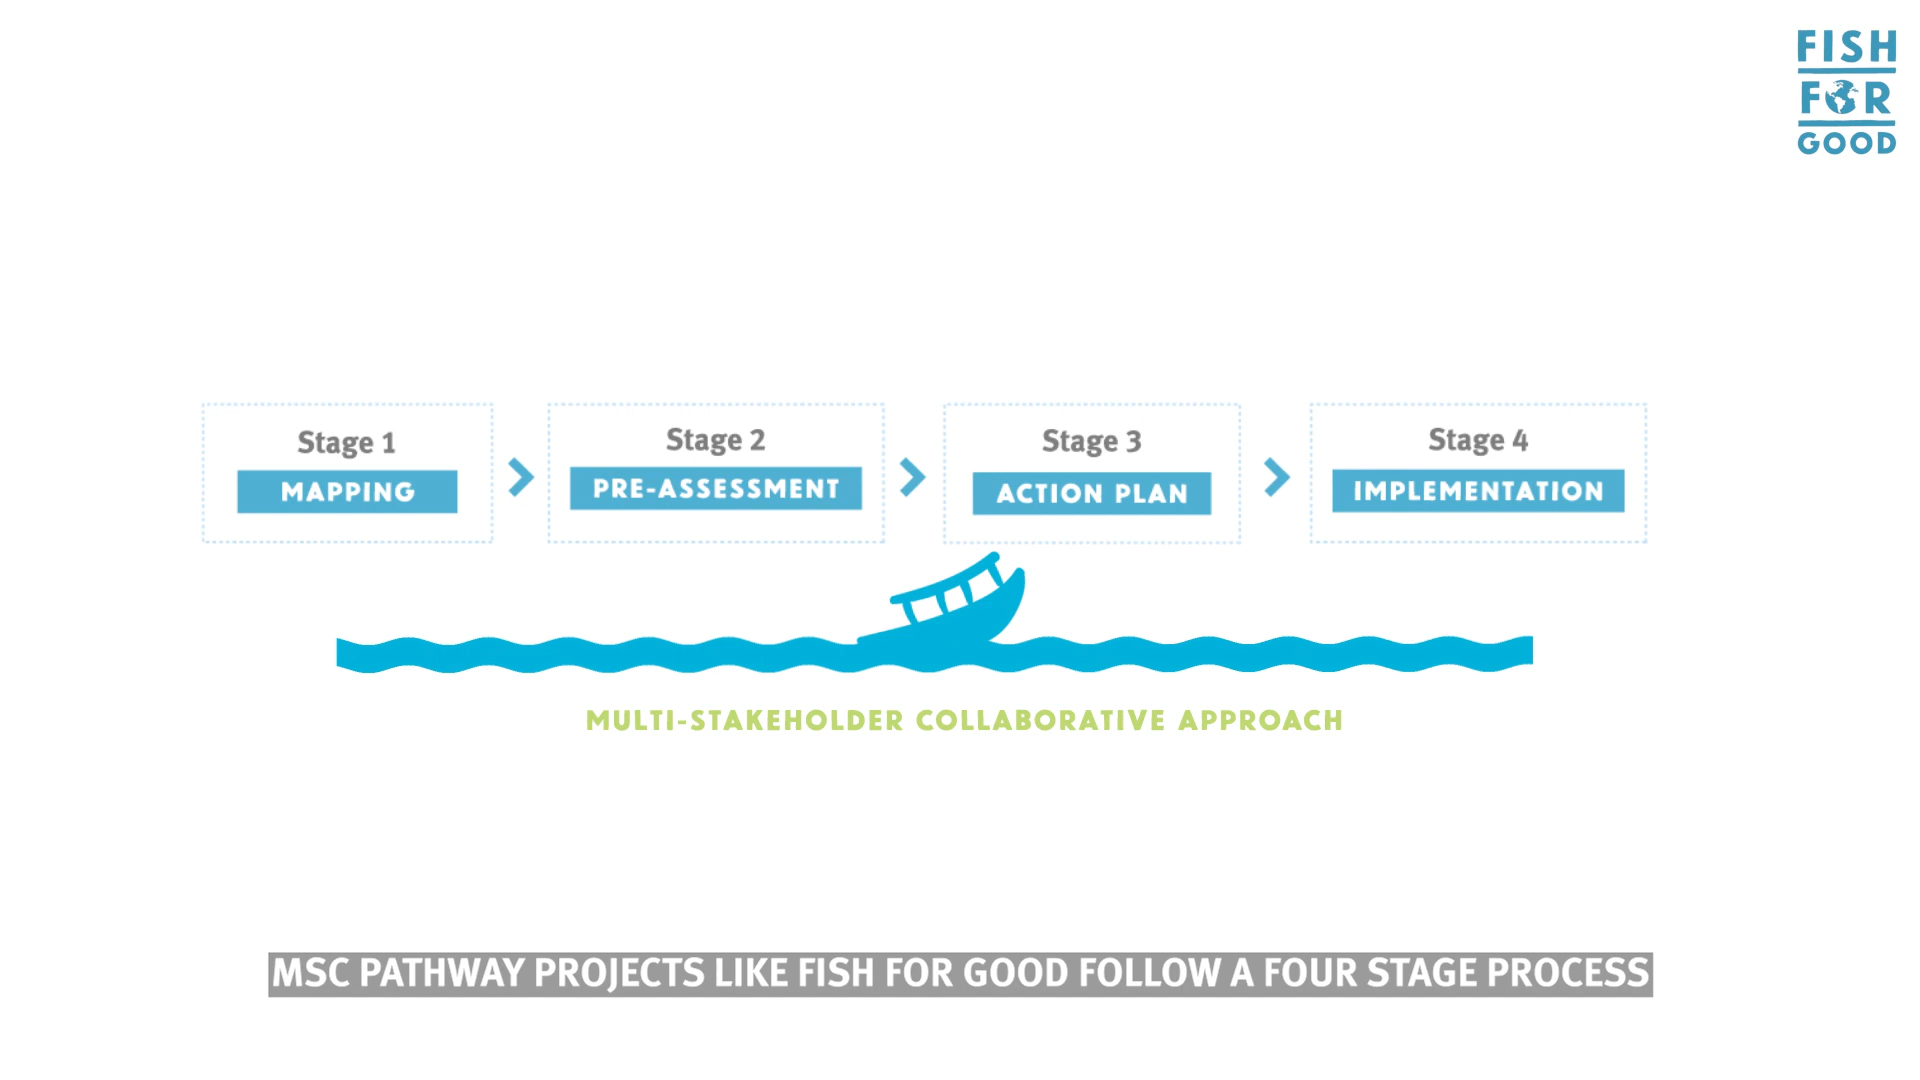 FISH
FOR
GOOD
Stage 1
MAPPING
Stage 2
PRE-ASSESSMENT
Stage 3
ACTION PLAN
Stage 4
IMPLEMENTATION
MULTI-STAKEHOLDER COLLABORATIVE APPROACH
MSC PATHWAY PROJECTS LIKE FISH FOR GOOD FOLLOW A FOUR STAGE PROCESS